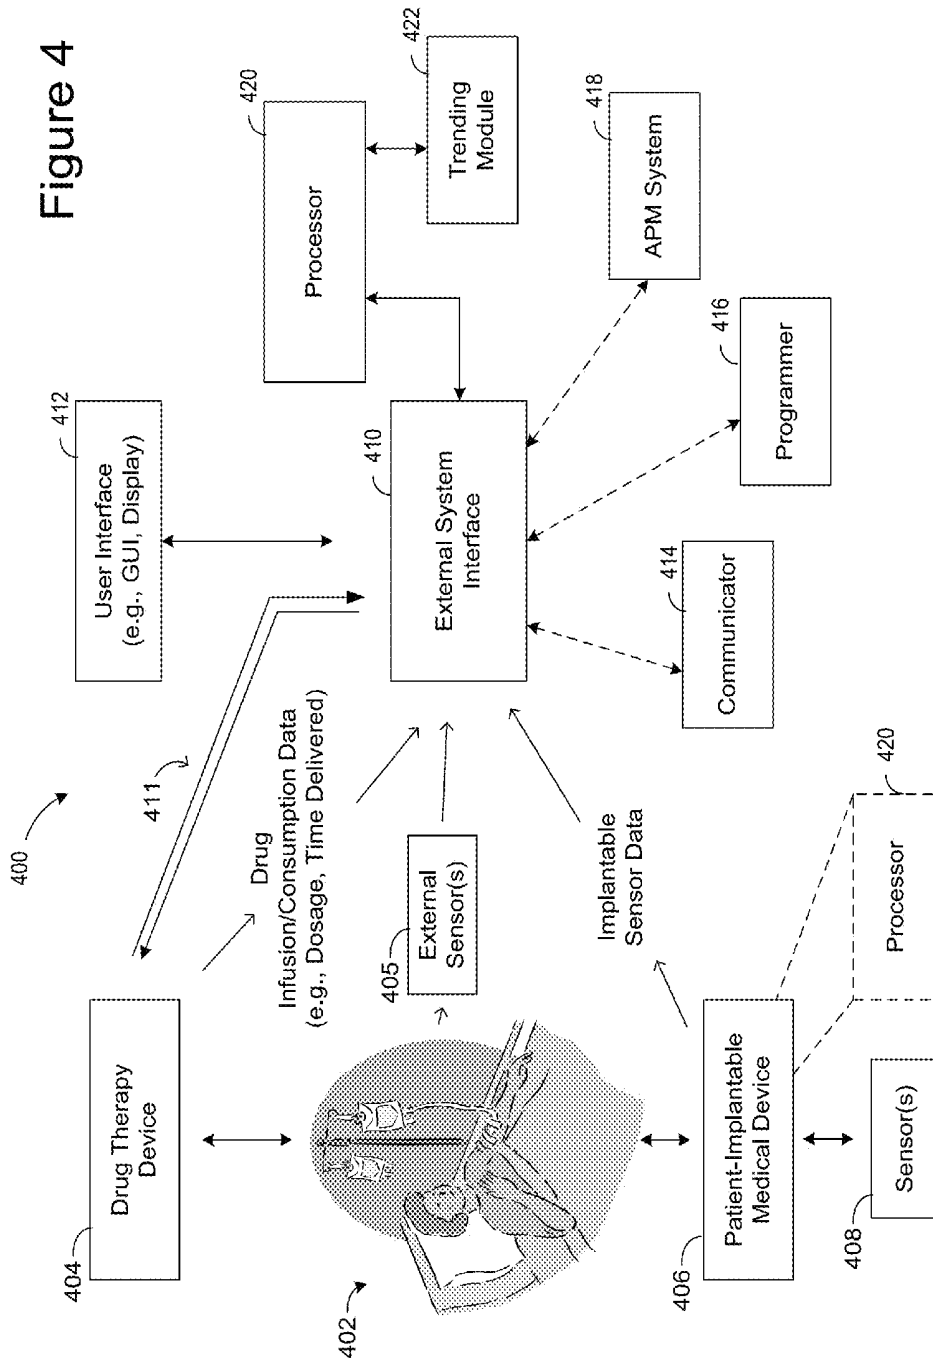 Figure 4
400
404
Drug Therapy
Device
411
412
User Interface
(e.g., GUI, Display)
420
Processor
422
Trending
Module
Drug
Infusion/Consumption Data
(e.g., Dosage, Time Delivered)
402
405
External
Sensor(s)
410
External System
Interface
Implantable
Sensor Data
406
Patient-Implantable
Medical Device
408
Sensor(s)
420
Processor
414
Communicator
416
Programmer
418
APM System